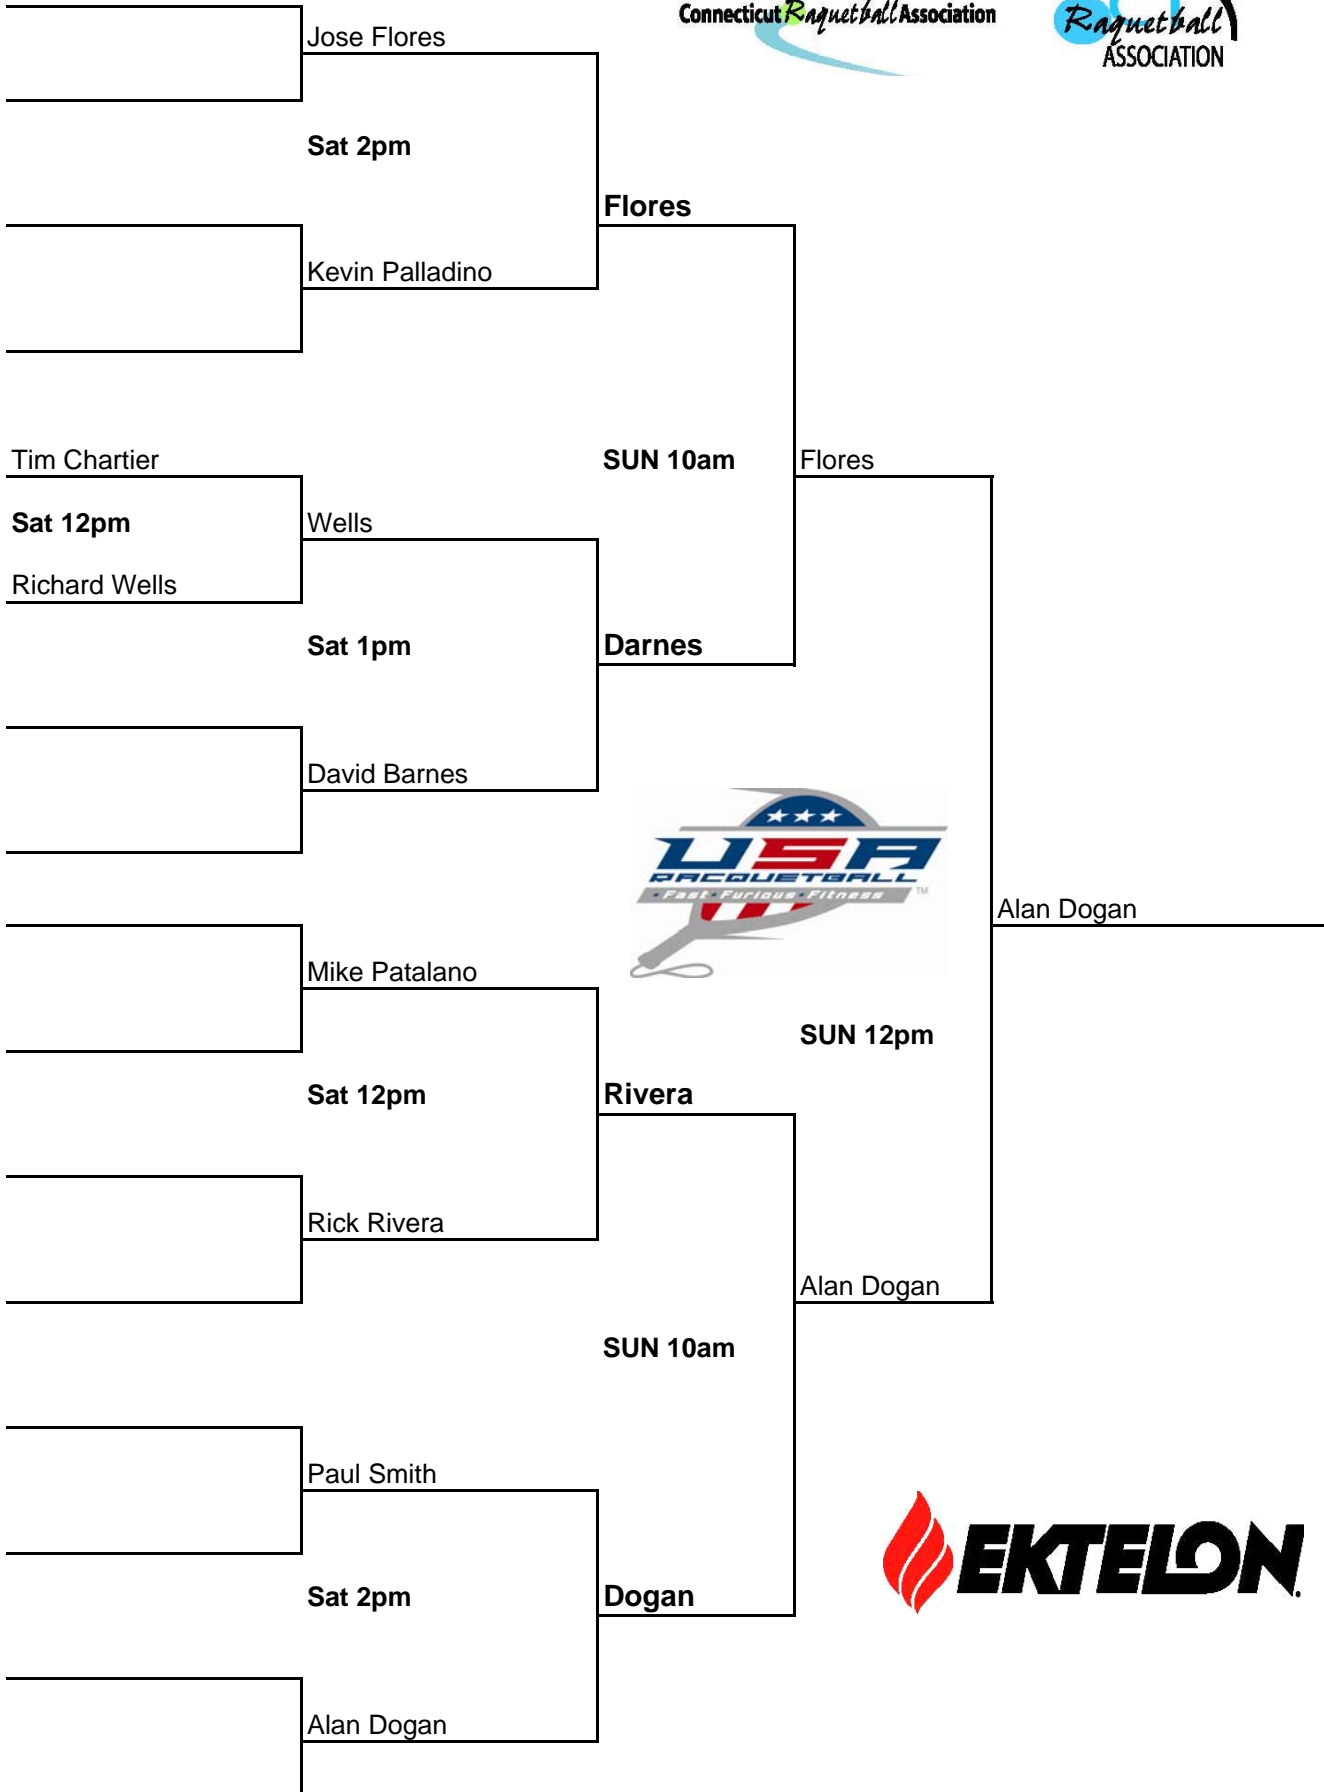 Connecticut Raquetball Association
Raquetball
ASSOCIATION
Jose Flores
Sat 2pm
Flores
Kevin Palladino
Tim Chartier
SUN 10am
Flores
Sat 12pm
Wells
Richard Wells
Sat 1pm
Darnes
David Barnes
USA
RACQUETBALL
• Fast • Furious • Fitness TM
Alan Dogan
Mike Patalano
SUN 12pm
Sat 12pm
Rivera
Rick Rivera
Alan Dogan
SUN 10am
Paul Smith
EKTELON
Sat 2pm
Dogan
Alan Dogan